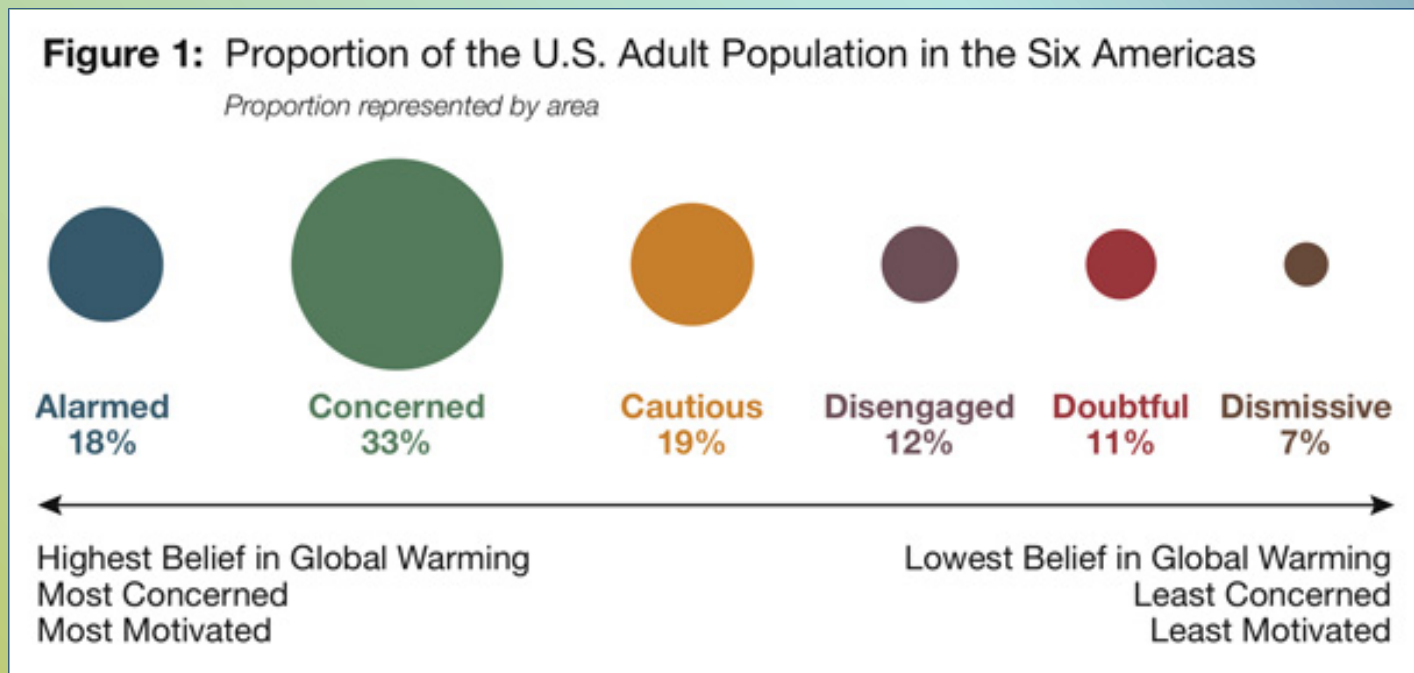 Figure 1: Proportion of the U.S. Adult Population in the Six Americas
Proportion represented by area
Alarmed Concerned Cautious Disengaged Doubtful Dismissive
18% 33% 19% 12% 11% 7%
Highest Belief in Global Warming Lowest Belief in Global Warming
Most Concerned Least Concerned
Most Motivated Least Motivated